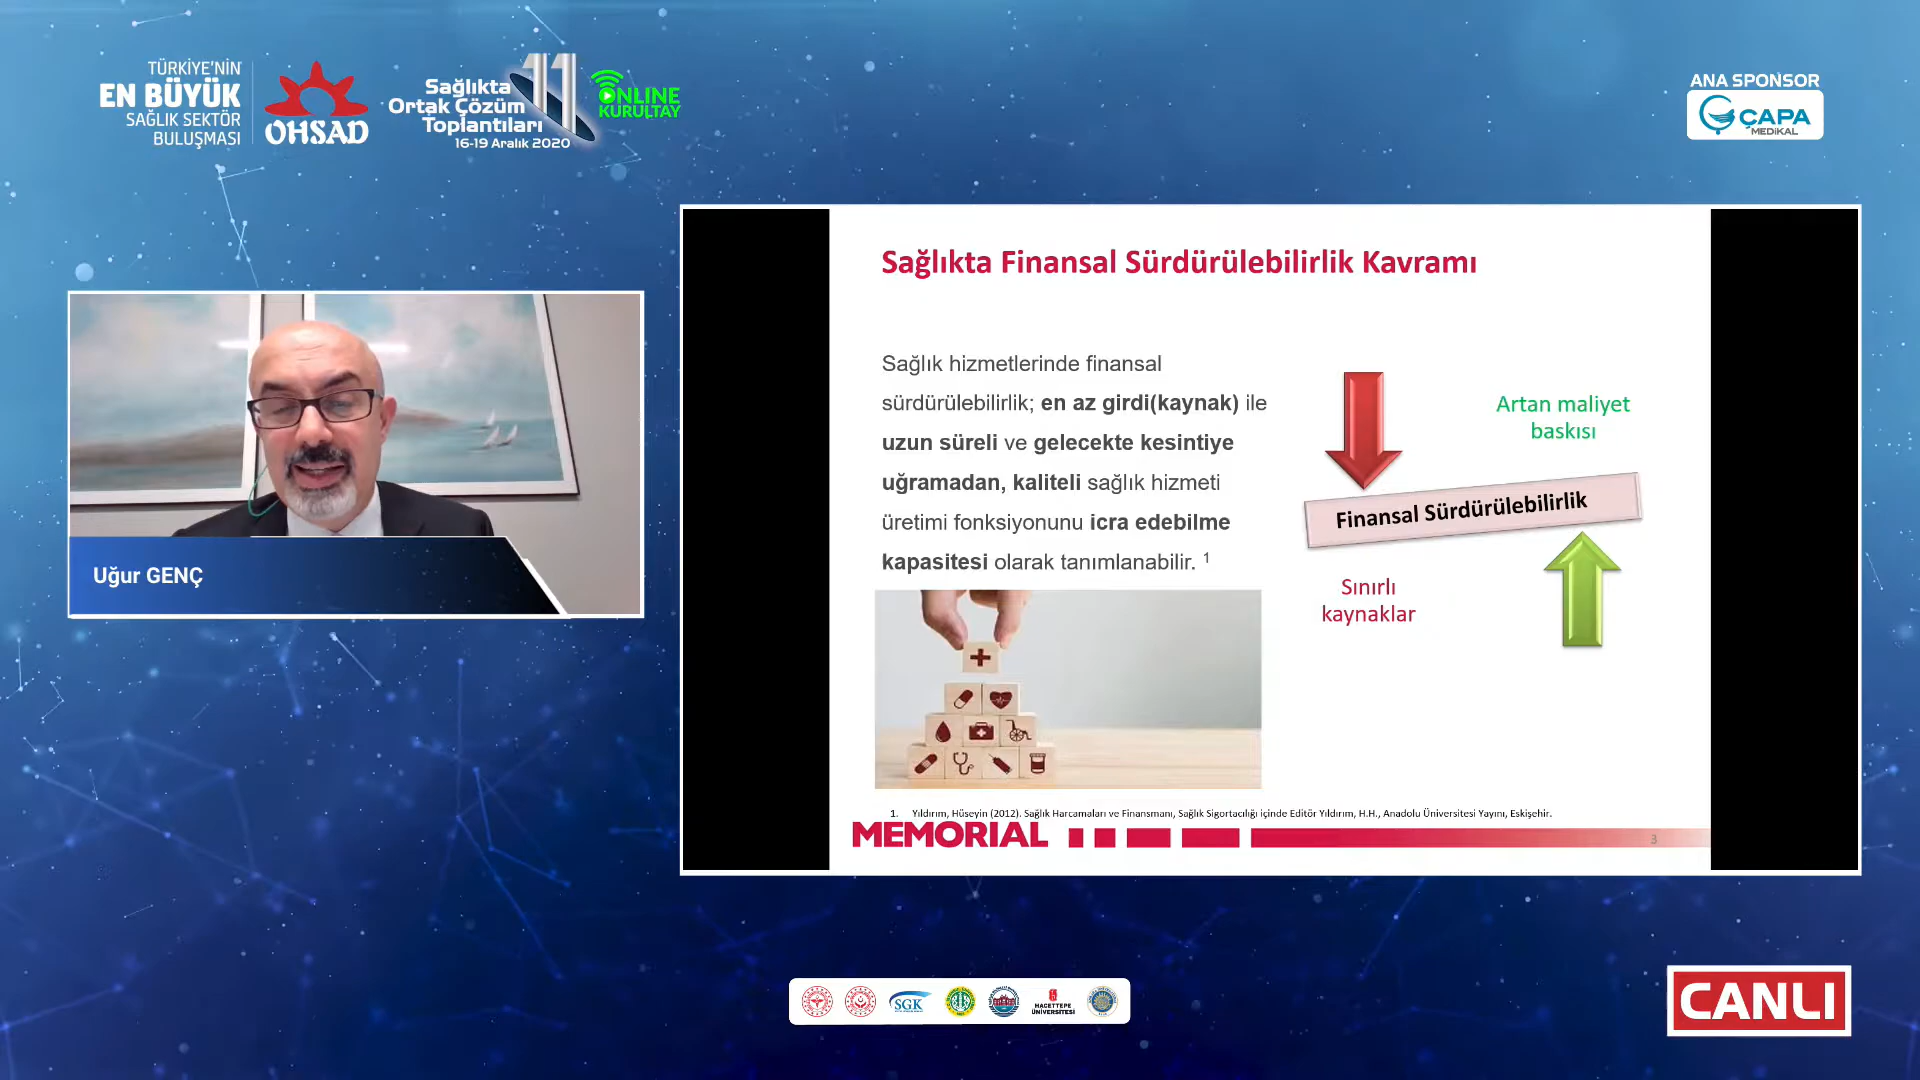 TÜRKİYE'NİN
EN BÜYÜK
SAĞLIK SEKTÖR
BULUŞMASI
OHSAD
Sağlıkta
Ortak Çözüm
Toplantıları
11
16-19 Aralık 2020
ONLINE
KURULTAY
ANA SPONSOR
ÇAPA
MEDİKAL
Uğur GENÇ
Sağlıkta Finansal Sürdürülebilirlik Kavramı
Sağlık hizmetlerinde finansal
sürdürülebilirlik; en az girdi(kaynak) ile
uzun süreli ve gelecekte kesintiye
uğramadan, kaliteli sağlık hizmeti
üretimi fonksiyonunu icra edebilme
kapasitesi olarak tanımlanabilir. 1
Artan maliyet
baskısı
Finansal Sürdürülebilirlik
Sınırlı
kaynaklar
1. Yıldırım, Hüseyin (2012). Sağlık Harcamaları ve Finansmanı, Sağlık Sigortacılığı içinde Editör Yıldırım, H.H., Anadolu Üniversitesi Yayını, Eskişehir.
MEMORIAL
3
SGK
HACETTEPE
ÜNİVERSİTESİ
CANLI